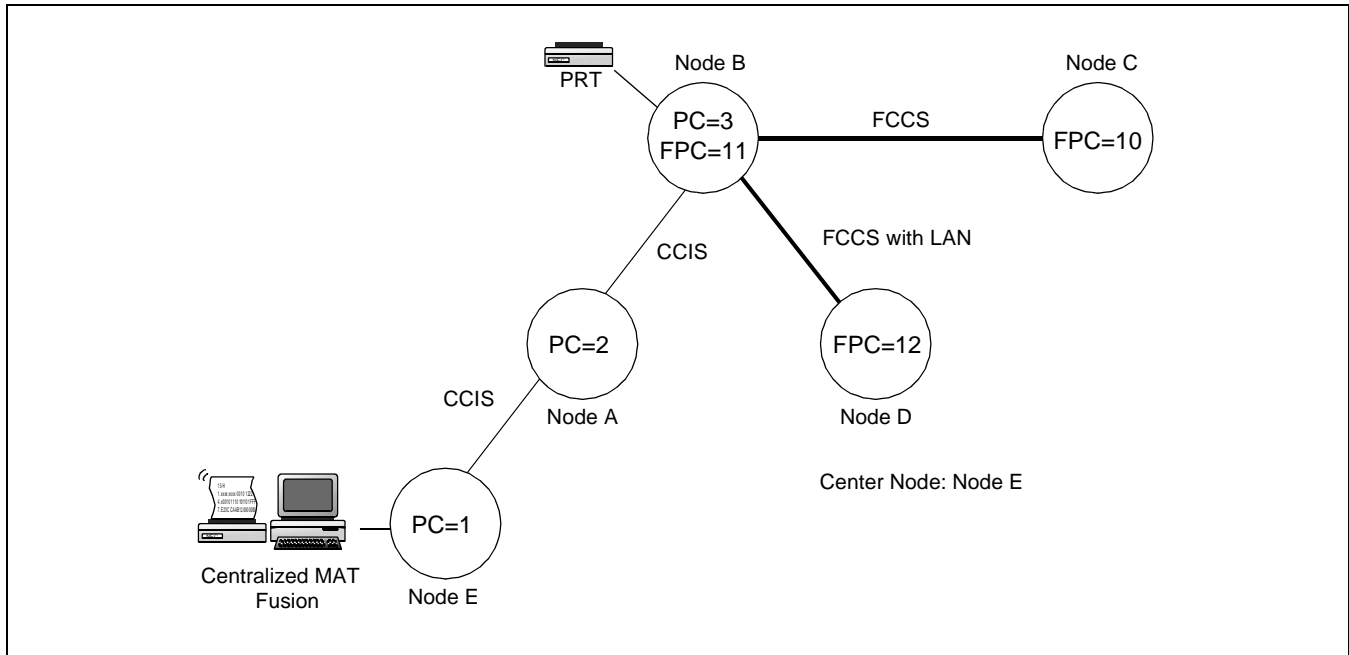 Node B
Node C
PRT
PC=3
FPC=11
FCCS
FPC=10
FCCS with LAN
CCIS
PC=2
FPC=12
Node A
Node D
CCIS
Center Node: Node E
PC=1
Centralized MAT
Fusion
Node E